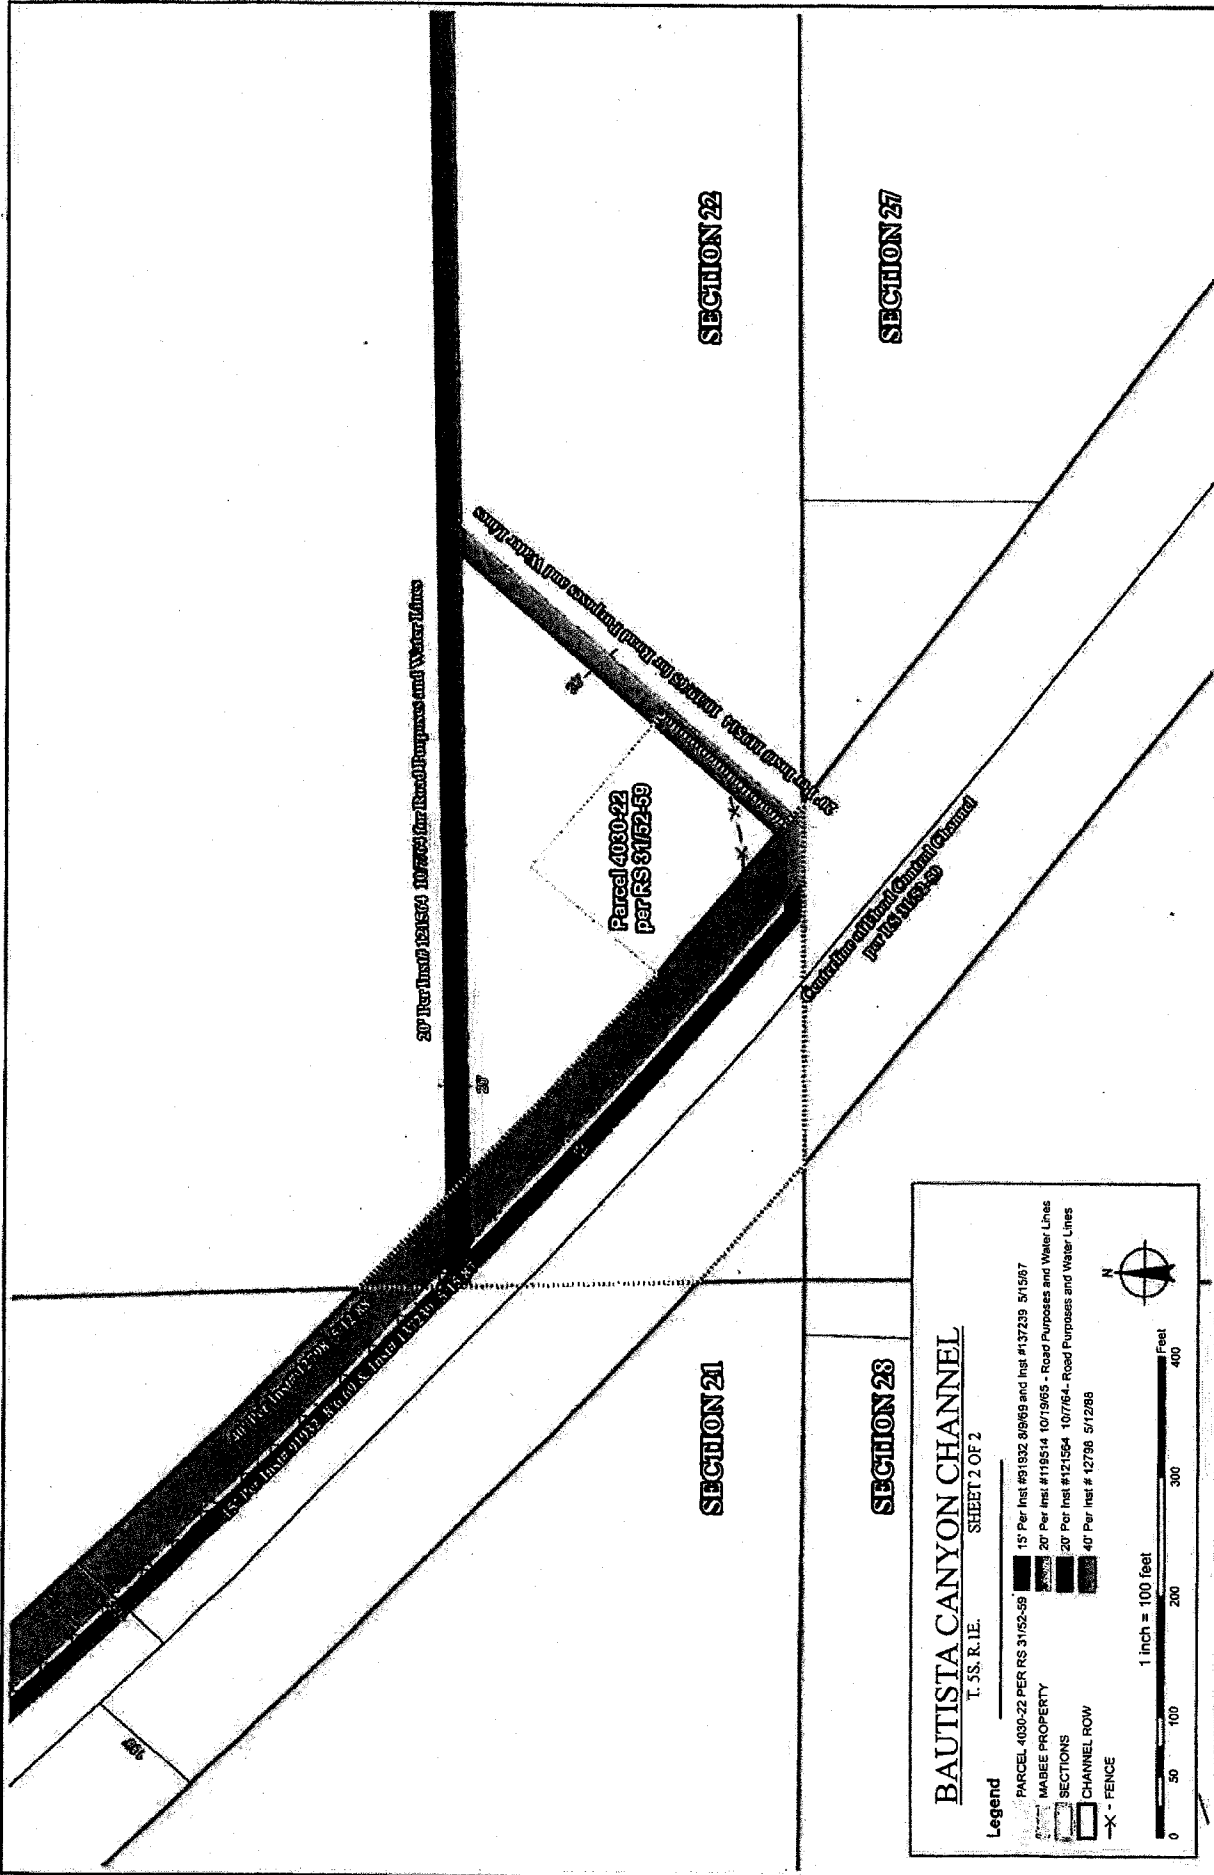 20' Per Inst# 121564 10/7/64 for Road Purposes and Water Lines
20'
20'
20' Per Inst# 119514 10/19/65 for Road Purposes and Water Lines
Parcel 4030-22
per RS 31/52-59
SECTION 22
SECTION 27
SECTION 21
SECTION 28
Centerline of Flood Control Channel
per RS 31/52-59
40' Per Inst# 12798 5/12/88
15' Per Inst# 91932 & Inst# 137239
BAUTISTA CANYON CHANNEL
T. 5S, R. 1E. SHEET 2 OF 2
Legend
PARCEL 4030-22 PER RS 31/52-59
MABEE PROPERTY
SECTIONS
CHANNEL ROW
-X- FENCE
15' Per Inst #91932 8/9/69 and Inst #137239 5/15/87
20' Per Inst #119514 10/19/65 - Road Purposes and Water Lines
20' Per Inst #121564 10/7/64- Road Purposes and Water Lines
40' Per Inst # 12798 5/12/88
N
1 inch = 100 feet
0 50 100 200 300 400
Feet